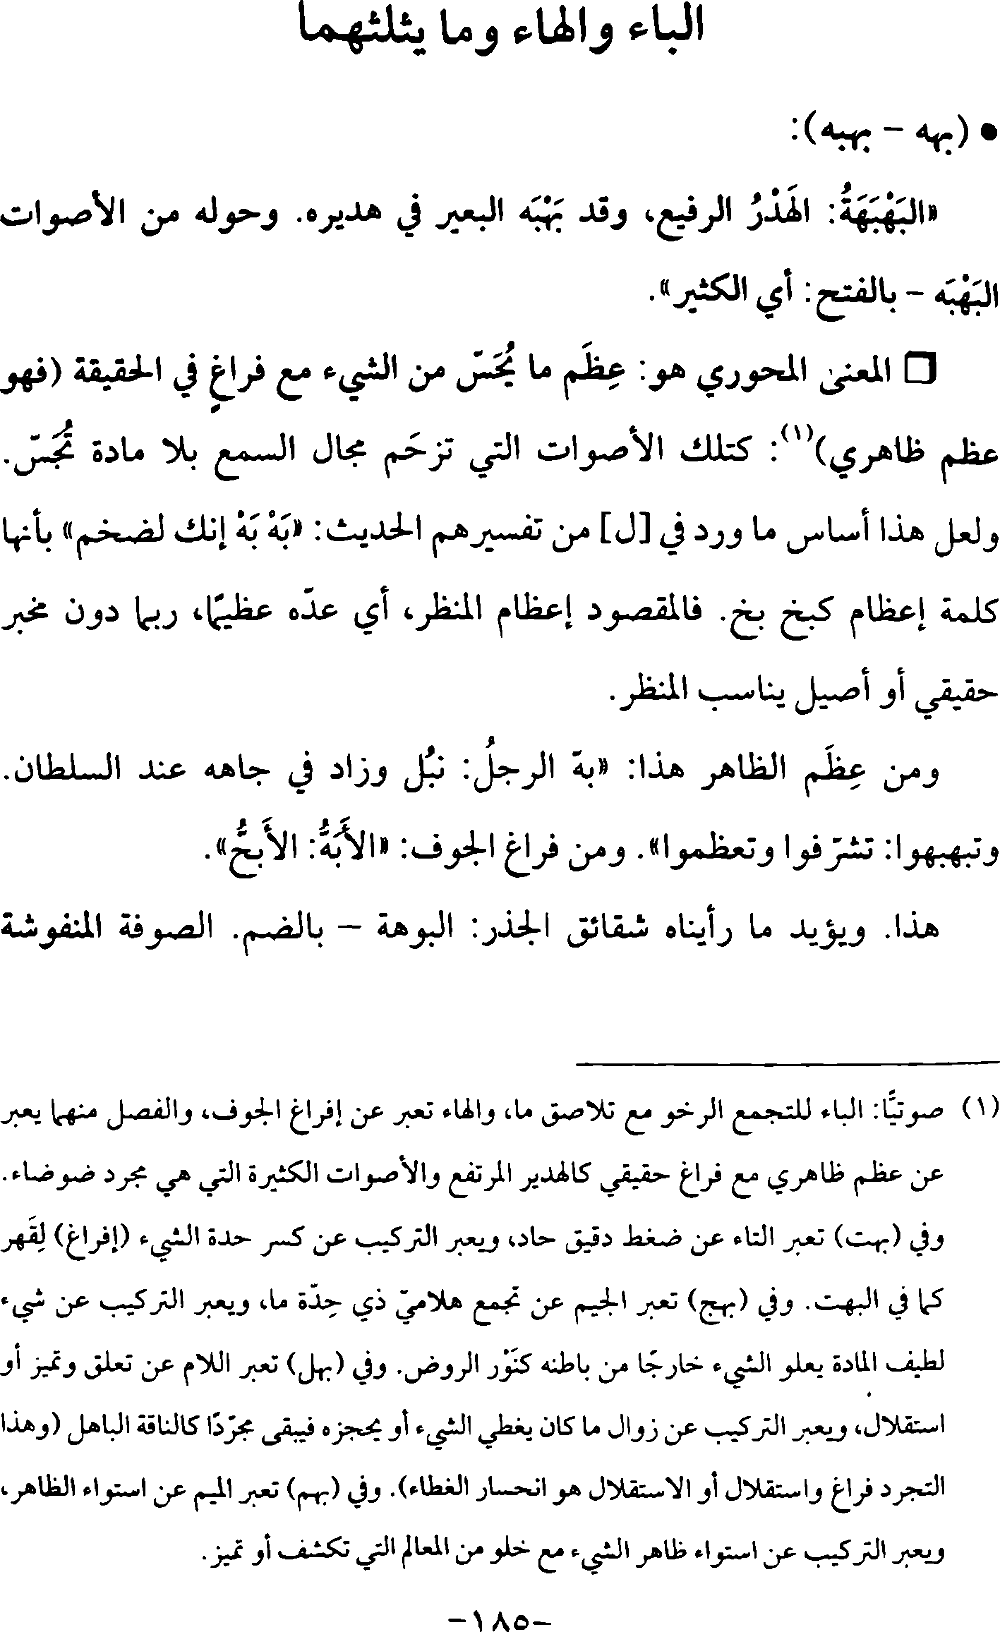 الباء والهاء وما يثلثهما
● (بهه - بهبه):
«البَهْبَهَةُ: الهَدْرُ الرفيع، وقد بَهْبَه البعير في هديره. وحوله من الأصوات
البَهْبَه - بالفتح: أي الكثير».
❒ المعنى المحوري هو: عِظَم ما يُحَسّ من الشيء مع فراغٍ في الحقيقة (فهو
عظم ظاهري)(١): كتلك الأصوات التي تزحَم مجال السمع بلا مادة تُحَسّ.
ولعل هذا أساس ما ورد في [ل] من تفسيرهم الحديث: «بَهْ بَهْ إنك لضخم» بأنها
كلمة إعظام كبخ بخ. فالمقصود إعظام المنظر، أي عدّه عظيمًا، ربما دون مخبر
حقيقي أو أصيل يناسب المنظر.
ومن عِظَم الظاهر هذا: «بهّ الرجلُ: نبُل وزاد في جاهه عند السلطان.
وتبهبهوا: تشرّفوا وتعظموا». ومن فراغ الجوف: «الأَبَهُّ: الأَبحُّ».
هذا. ويؤيد ما رأيناه شقائق الجذر: البوهة - بالضم. الصوفة المنفوشة
(١) صوتيًّا: الباء للتجمع الرخو مع تلاصق ما، والهاء تعبر عن إفراغ الجوف، والفصل منهما يعبر
عن عظم ظاهري مع فراغ حقيقي كالهدير المرتفع والأصوات الكثيرة التي هي مجرد ضوضاء.
وفي (بهت) تعبر التاء عن ضغط دقيق حاد، ويعبر التركيب عن كسر حدة الشيء (إفراغ) لِقَهر
كما في البهت. وفي (بهج) تعبر الجيم عن تجمع هلاميّ ذي حِدّة ما، ويعبر التركيب عن شيء
لطيف المادة يعلو الشيء خارجًا من باطنه كنَوْر الروض. وفي (بهل) تعبر اللام عن تعلق وتميز أو
استقلال، ويعبر التركيب عن زوال ما كان يغطي الشيء أو يحجزه فيبقى مجرّدًا كالناقة الباهل (وهذا
التجرد فراغ واستقلال أو الاستقلال هو انحسار الغطاء). وفي (بهم) تعبر الميم عن استواء الظاهر،
ويعبر التركيب عن استواء ظاهر الشيء مع خلو من المعالم التي تكشف أو تميز.
-١٨٥-